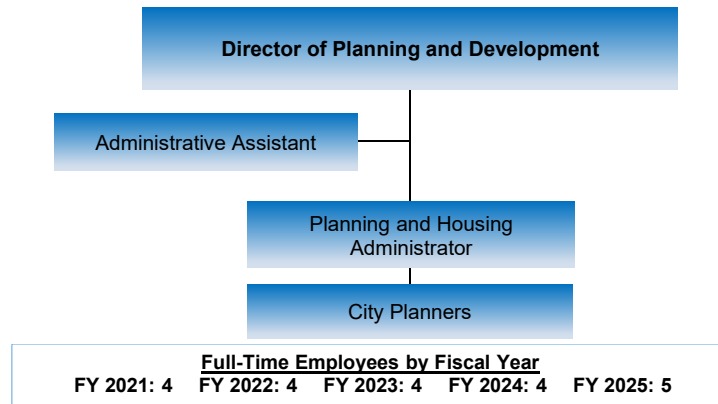 Director of Planning and Development
Administrative Assistant
Planning and Housing
Administrator
City Planners
Full-Time Employees by Fiscal Year
FY 2021: 4 FY 2022: 4 FY 2023: 4 FY 2024: 4 FY 2025: 5